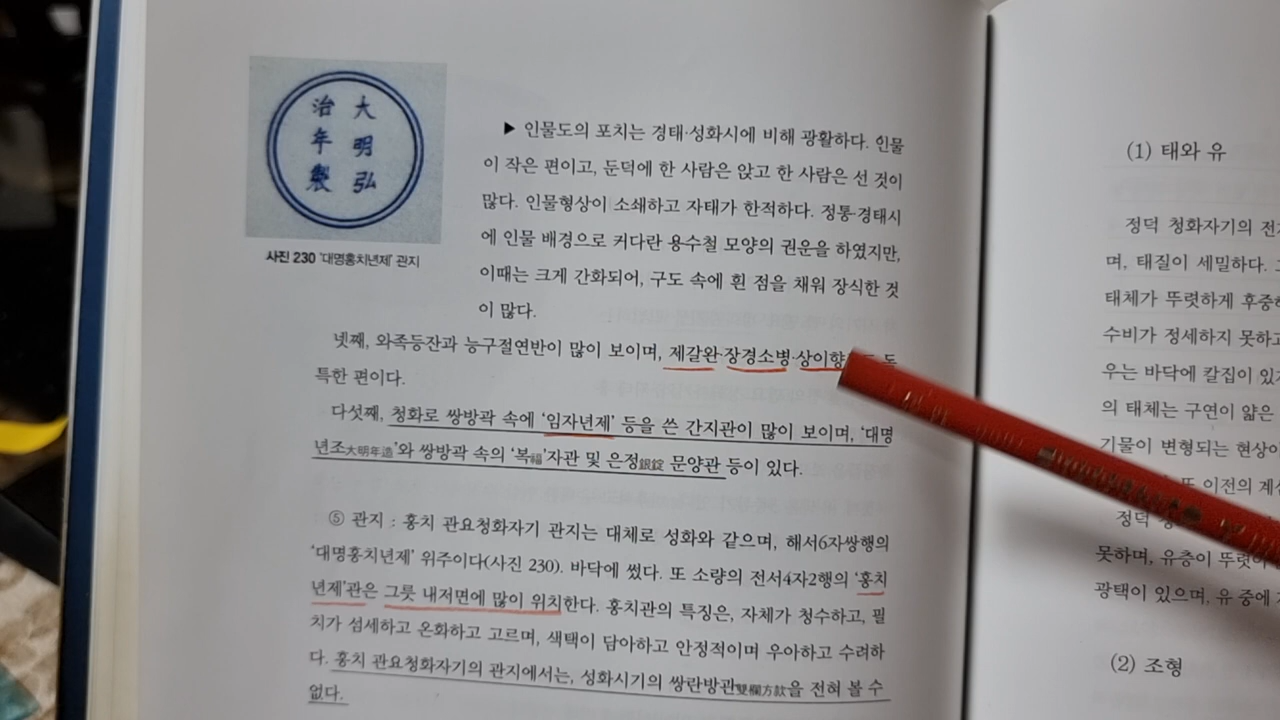 大明弘
治年製
사진 230 '대명홍치년제' 관지
▶ 인물도의 포치는 경태·성화시에 비해 광활하다. 인물
이 작은 편이고, 둔덕에 한 사람은 앉고 한 사람은 선 것이
많다. 인물형상이 소쇄하고 자태가 한적하다. 정통·경태시
에 인물 배경으로 커다란 용수철 모양의 권운을 하였지만,
이때는 크게 간화되어, 구도 속에 흰 점을 채워 장식한 것
이 많다.
넷째, 와족등잔과 능구절연반이 많이 보이며, 제갈완·장경소병·상이향
특한 편이다.
다섯째, 청화로 쌍방곽 속에 '임자년제' 등을 쓴 간지관이 많이 보이며, '대명
년조大明年造'와 쌍방곽 속의 '복福'자관 및 은정銀錠 문양관 등이 있다.
⑤ 관지 : 홍치 관요청화자기 관지는 대체로 성화와 같으며, 해서6자쌍행의
'대명홍치년제' 위주이다(사진 230). 바닥에 썼다. 또 소량의 전서4자2행의 '홍치
년제'관은 그릇 내저면에 많이 위치한다. 홍치관의 특징은, 자체가 청수하고, 필
치가 섬세하고 온화하고 고르며, 색택이 담아하고 안정적이며 우아하고 수려하
다. 홍치 관요청화자기의 관지에서는, 성화시기의 쌍란방관雙欄方款을 전혀 볼 수
없다.
(1) 태와 유
정덕 청화자기의
며, 태질이 세밀하다.
태체가 뚜렷하게
수비가 정세하지 못하고
우는 바닥에 칼집이
의 태체는 구연이 얇은
기물이 변형되는 현상이
또 이전의
정덕
못하며, 유층이
광택이 있으며, 유 중에
(2) 조형